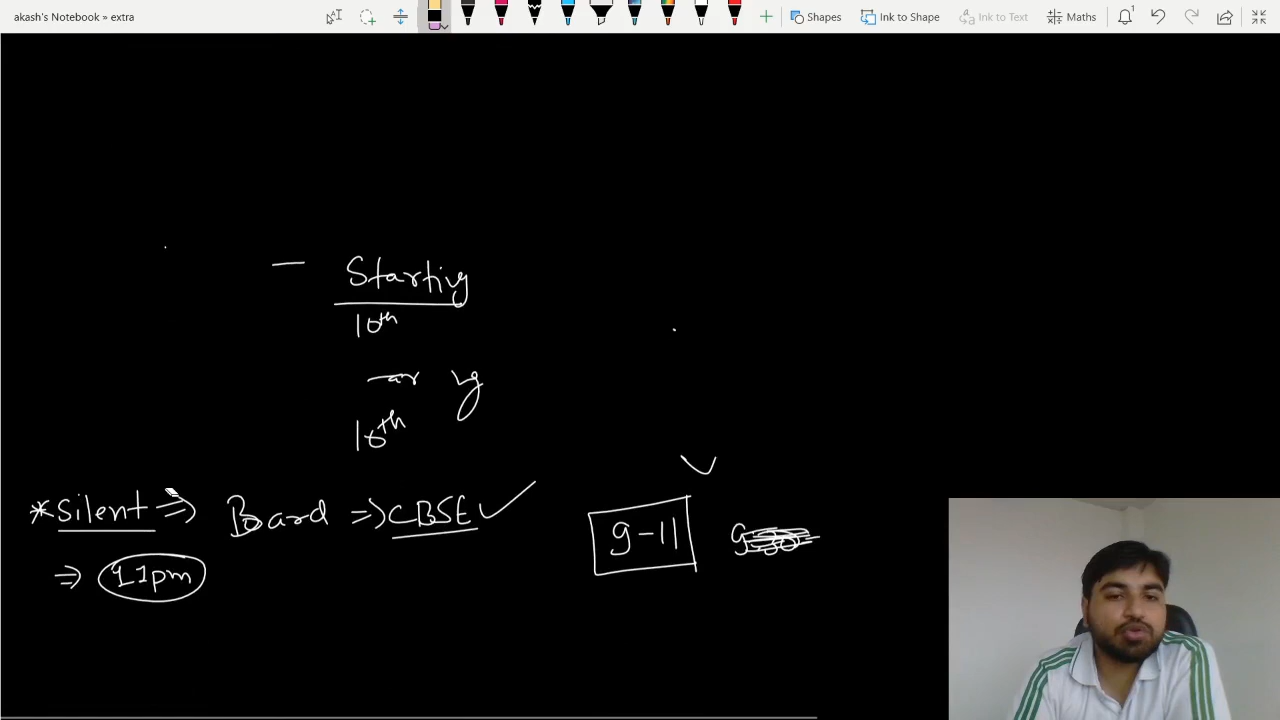 akash's Notebook » extra
Shapes
Ink to Shape
Ink to Text
Maths
— Starting
10th
10th
*Silent => Board => CBSE ✓ 9-11
=> 11pm